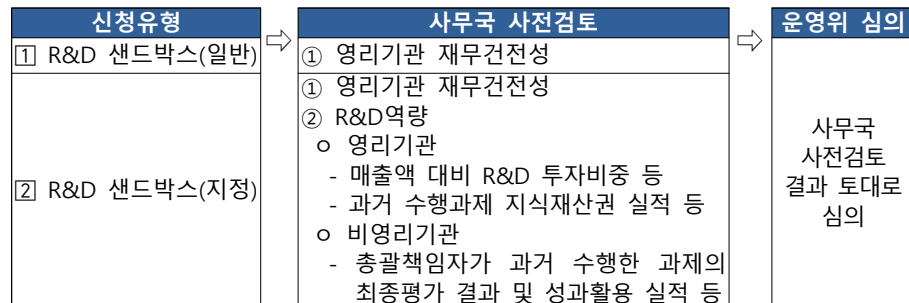 신청유형
사무국 사전검토
운영위 심의
1 R&D 샌드박스(일반)
① 영리기관 재무건전성
2 R&D 샌드박스(지정)
① 영리기관 재무건전성
② R&D역량
ㅇ 영리기관
- 매출액 대비 R&D 투자비중 등
- 과거 수행과제 지식재산권 실적 등
ㅇ 비영리기관
- 총괄책임자가 과거 수행한 과제의
최종평가 결과 및 성과활용 실적 등
사무국
사전검토
결과 토대로
심의